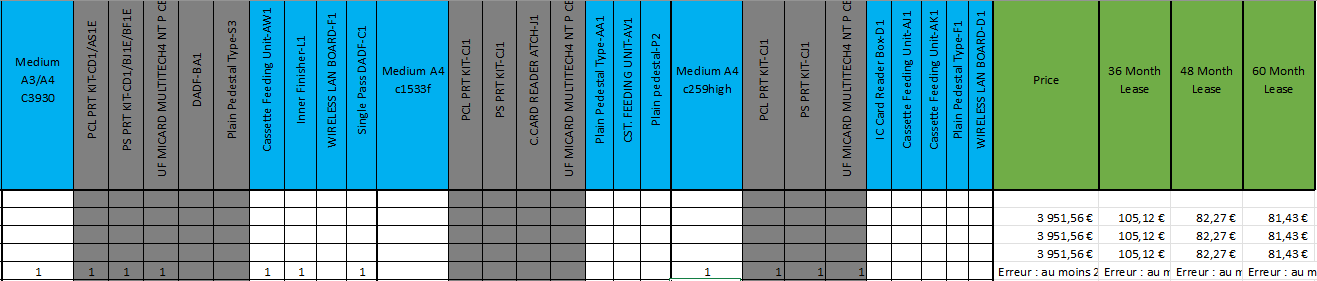 Medium
A3/A4
C3930
PCL PRT KIT-CD1/AS1E
PS PRT KIT-CD1/BJ1E/BF1E
UF MICARD MULTITECH4 NT P CE
DADF-BA1
Plain Pedestal Type-S3
Cassette Feeding Unit-AW1
Inner Finisher-L1
WIRELESS LAN BOARD-F1
Single Pass DADF-C1
Medium A4
c1533f
PCL PRT KIT-CJ1
PS PRT KIT-CJ1
C.CARD READER ATCH-J1
UF MICARD MULTITECH4 NT P CE
Plain Pedestal Type-AA1
CST. FEEDING UNIT-AV1
Plain pedestal-P2
Medium A4
c259high
PCL PRT KIT-CJ1
PS PRT KIT-CJ1
UF MICARD MULTITECH4 NT P CE
IC Card Reader Box-D1
Cassette Feeding Unit-AJ1
Cassette Feeding Unit-AK1
Plain Pedestal Type-F1
WIRELESS LAN BOARD-D1
Price
36 Month
Lease
48 Month
Lease
60 Month
Lease
3 951,56 € 105,12 € 82,27 € 81,43 €
3 951,56 € 105,12 € 82,27 € 81,43 €
3 951,56 € 105,12 € 82,27 € 81,43 €
1 1 1 1 1 1 1 1 1 1 1 Erreur : au moins 2 Erreur : au m Erreur : au m Erreur : au m